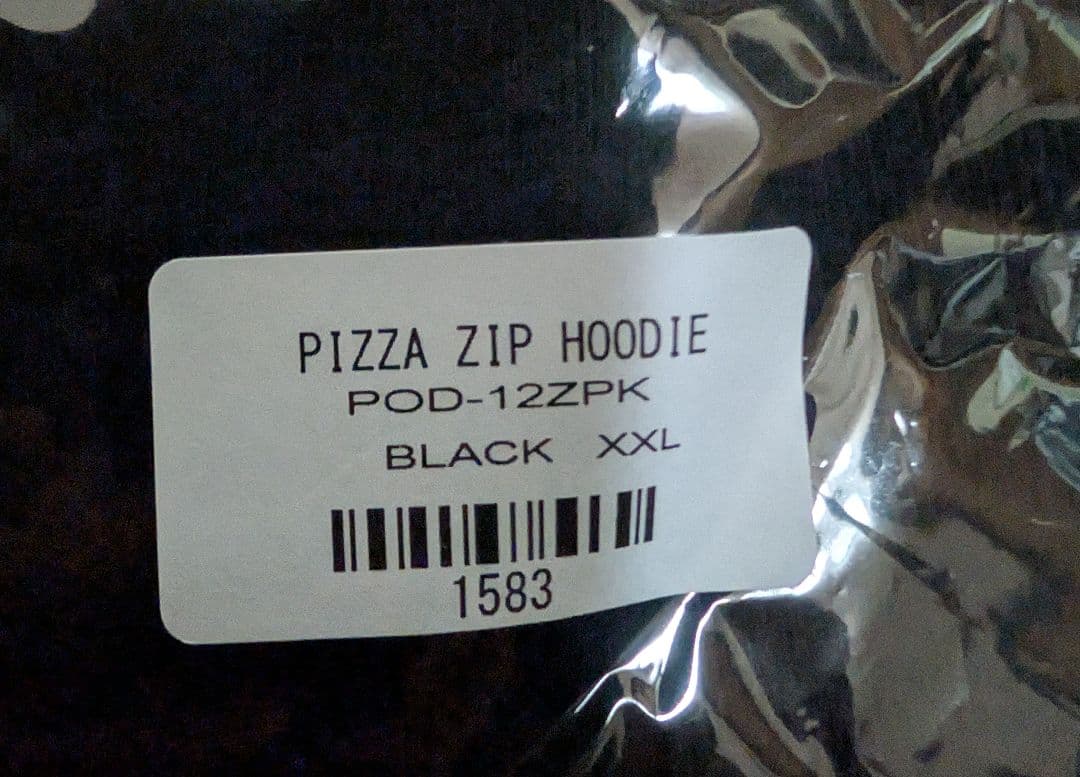 PIZZA ZIP HOODIE
POD-12ZPK
BLACK XXL
1583